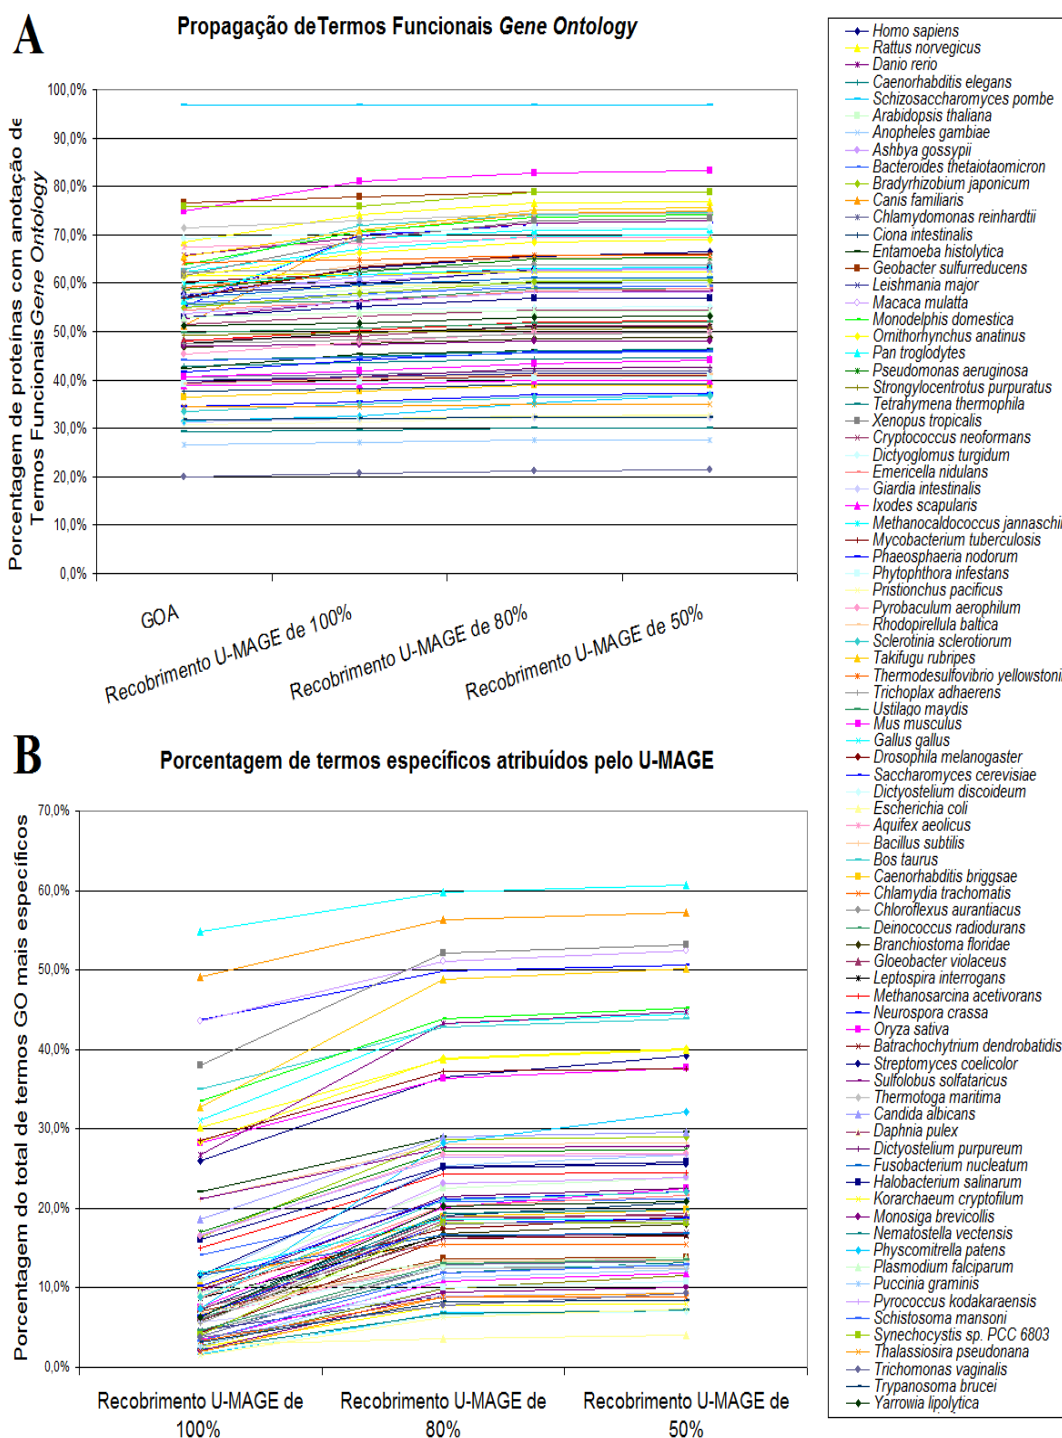 A
Propagação deTermos Funcionais Gene Ontology
Porcentagem de proteínas com anotação de
Termos Funcionais Gene Ontology
100,0%
90,0%
80,0%
70,0%
60,0%
50,0%
40,0%
30,0%
20,0%
10,0%
0,0%
GOA
Recobrimento U-MAGE de 100%
Recobrimento U-MAGE de 80%
Recobrimento U-MAGE de 50%
B
Porcentagem de termos específicos atribuídos pelo U-MAGE
Porcentagem do total de termos GO mais específicos
70,0%
60,0%
50,0%
40,0%
30,0%
20,0%
10,0%
0,0%
Recobrimento U-MAGE de
100%
Recobrimento U-MAGE de
80%
Recobrimento U-MAGE de
50%
Homo sapiens
Rattus norvegicus
Danio rerio
Caenorhabditis elegans
Schizosaccharomyces pombe
Arabidopsis thaliana
Anopheles gambiae
Ashbya gossypii
Bacteroides thetaiotaomicron
Bradyrhizobium japonicum
Canis familiaris
Chlamydomonas reinhardtii
Ciona intestinalis
Entamoeba histolytica
Geobacter sulfurreducens
Leishmania major
Macaca mulatta
Monodelphis domestica
Ornithorhynchus anatinus
Pan troglodytes
Pseudomonas aeruginosa
Strongylocentrotus purpuratus
Tetrahymena thermophila
Xenopus tropicalis
Cryptococcus neoformans
Dictyoglomus turgidum
Emericella nidulans
Giardia intestinalis
Ixodes scapularis
Methanocaldococcus jannaschii
Mycobacterium tuberculosis
Phaeosphaeria nodorum
Phytophthora infestans
Pristionchus pacificus
Pyrobaculum aerophilum
Rhodopirellula baltica
Sclerotinia sclerotiorum
Takifugu rubripes
Thermodesulfovibrio yellowstonii
Trichoplax adhaerens
Ustilago maydis
Mus musculus
Gallus gallus
Drosophila melanogaster
Saccharomyces cerevisiae
Dictyostelium discoideum
Escherichia coli
Aquifex aeolicus
Bacillus subtilis
Bos taurus
Caenorhabditis briggsae
Chlamydia trachomatis
Chloroflexus aurantiacus
Deinococcus radiodurans
Branchiostoma floridae
Gloeobacter violaceus
Leptospira interrogans
Methanosarcina acetivorans
Neurospora crassa
Oryza sativa
Batrachochytrium dendrobatidis
Streptomyces coelicolor
Sulfolobus solfataricus
Thermotoga maritima
Candida albicans
Daphnia pulex
Dictyostelium purpureum
Fusobacterium nucleatum
Halobacterium salinarum
Korarchaeum cryptofilum
Monosiga brevicollis
Nematostella vectensis
Physcomitrella patens
Plasmodium falciparum
Puccinia graminis
Pyrococcus kodakaraensis
Schistosoma mansoni
Synechocystis sp. PCC 6803
Thalassiosira pseudonana
Trichomonas vaginalis
Trypanosoma brucei
Yarrowia lipolytica